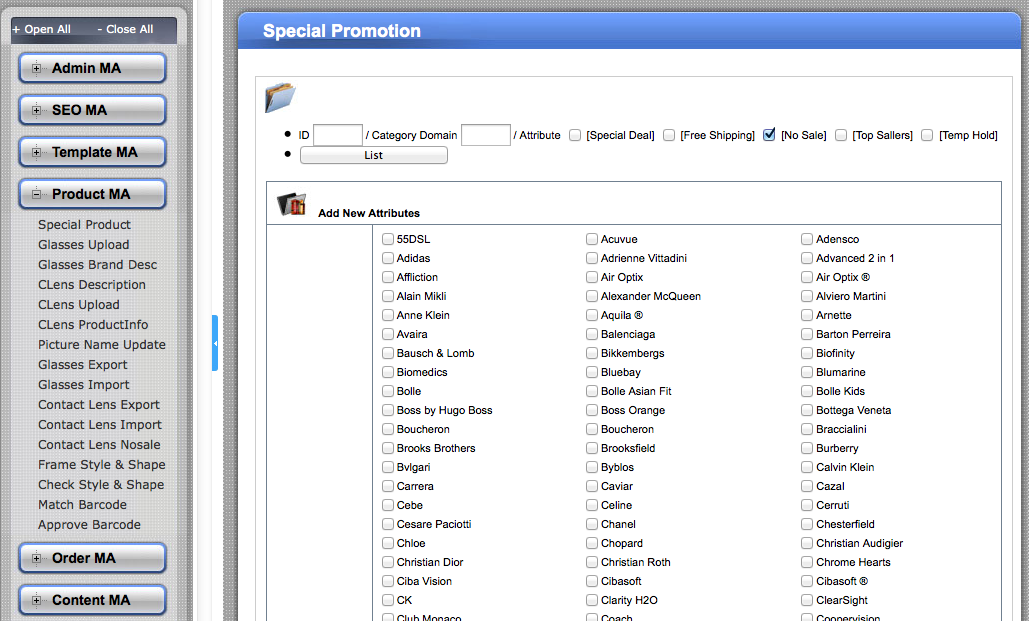 + Open All - Close All
Admin MA
SEO MA
Template MA
Product MA
Special Product
Glasses Upload
Glasses Brand Desc
CLens Description
CLens Upload
CLens ProductInfo
Picture Name Update
Glasses Export
Glasses Import
Contact Lens Export
Contact Lens Import
Contact Lens Nosale
Frame Style & Shape
Check Style & Shape
Match Barcode
Approve Barcode
Order MA
Content MA
Special Promotion
ID / Category Domain / Attribute [Special Deal] [Free Shipping] [No Sale] [Top Sallers] [Temp Hold]
List
Add New Attributes
55DSL Acuvue Adensco
Adidas Adrienne Vittadini Advanced 2 in 1
Affliction Air Optix Air Optix ®
Alain Mikli Alexander McQueen Alviero Martini
Anne Klein Aquila ® Arnette
Avaira Balenciaga Barton Perreira
Bausch & Lomb Bikkembergs Biofinity
Biomedics Bluebay Blumarine
Bolle Bolle Asian Fit Bolle Kids
Boss by Hugo Boss Boss Orange Bottega Veneta
Boucheron Boucheron Braccialini
Brooks Brothers Brooksfield Burberry
Bvlgari Byblos Calvin Klein
Carrera Caviar Cazal
Cebe Celine Cerruti
Cesare Paciotti Chanel Chesterfield
Chloe Chopard Christian Audigier
Christian Dior Christian Roth Chrome Hearts
Ciba Vision Cibasoft Cibasoft ®
CK Clarity H2O ClearSight
Club Monaco Coach Coopervision